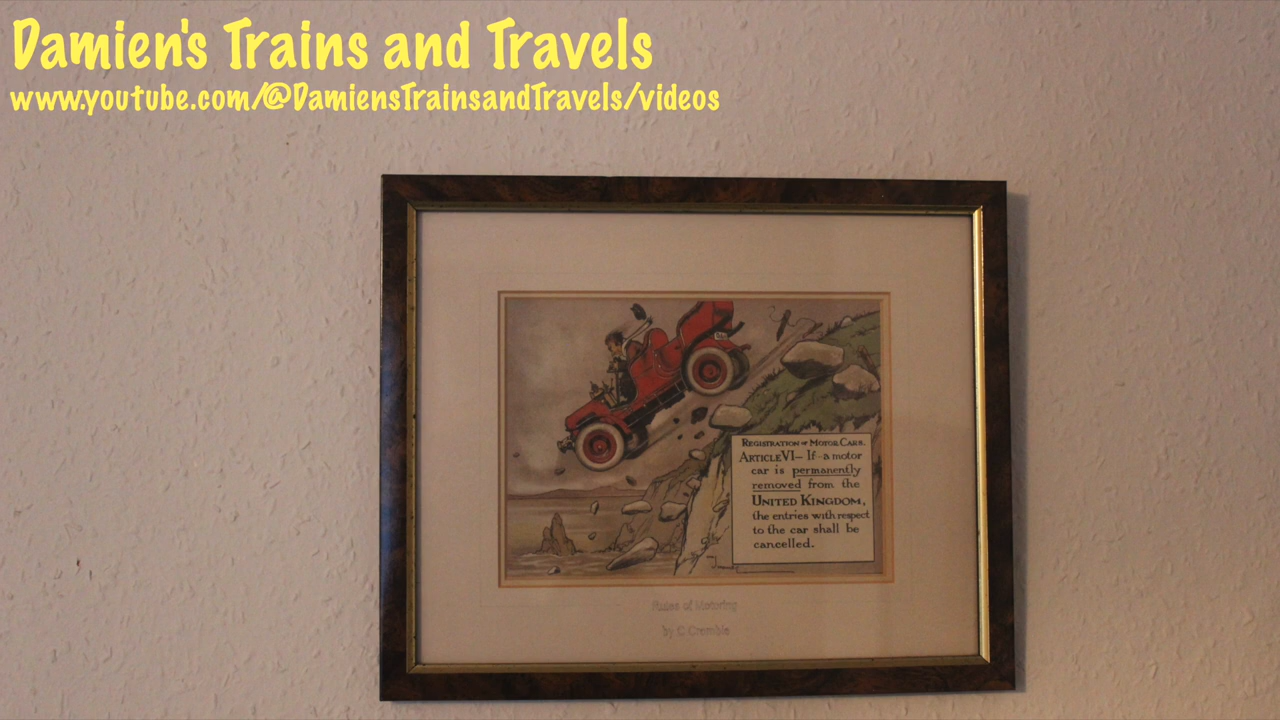 Damien's Trains and Travels
www.youtube.com/@DamiensTrainsandTravels/videos
REGISTRATION OF MOTOR CARS.
ARTICLE VI– If a motor
car is permanently
removed from the
UNITED KINGDOM,
the entries with respect
to the car shall be
cancelled.
Rules of Motoring
by C Crombie